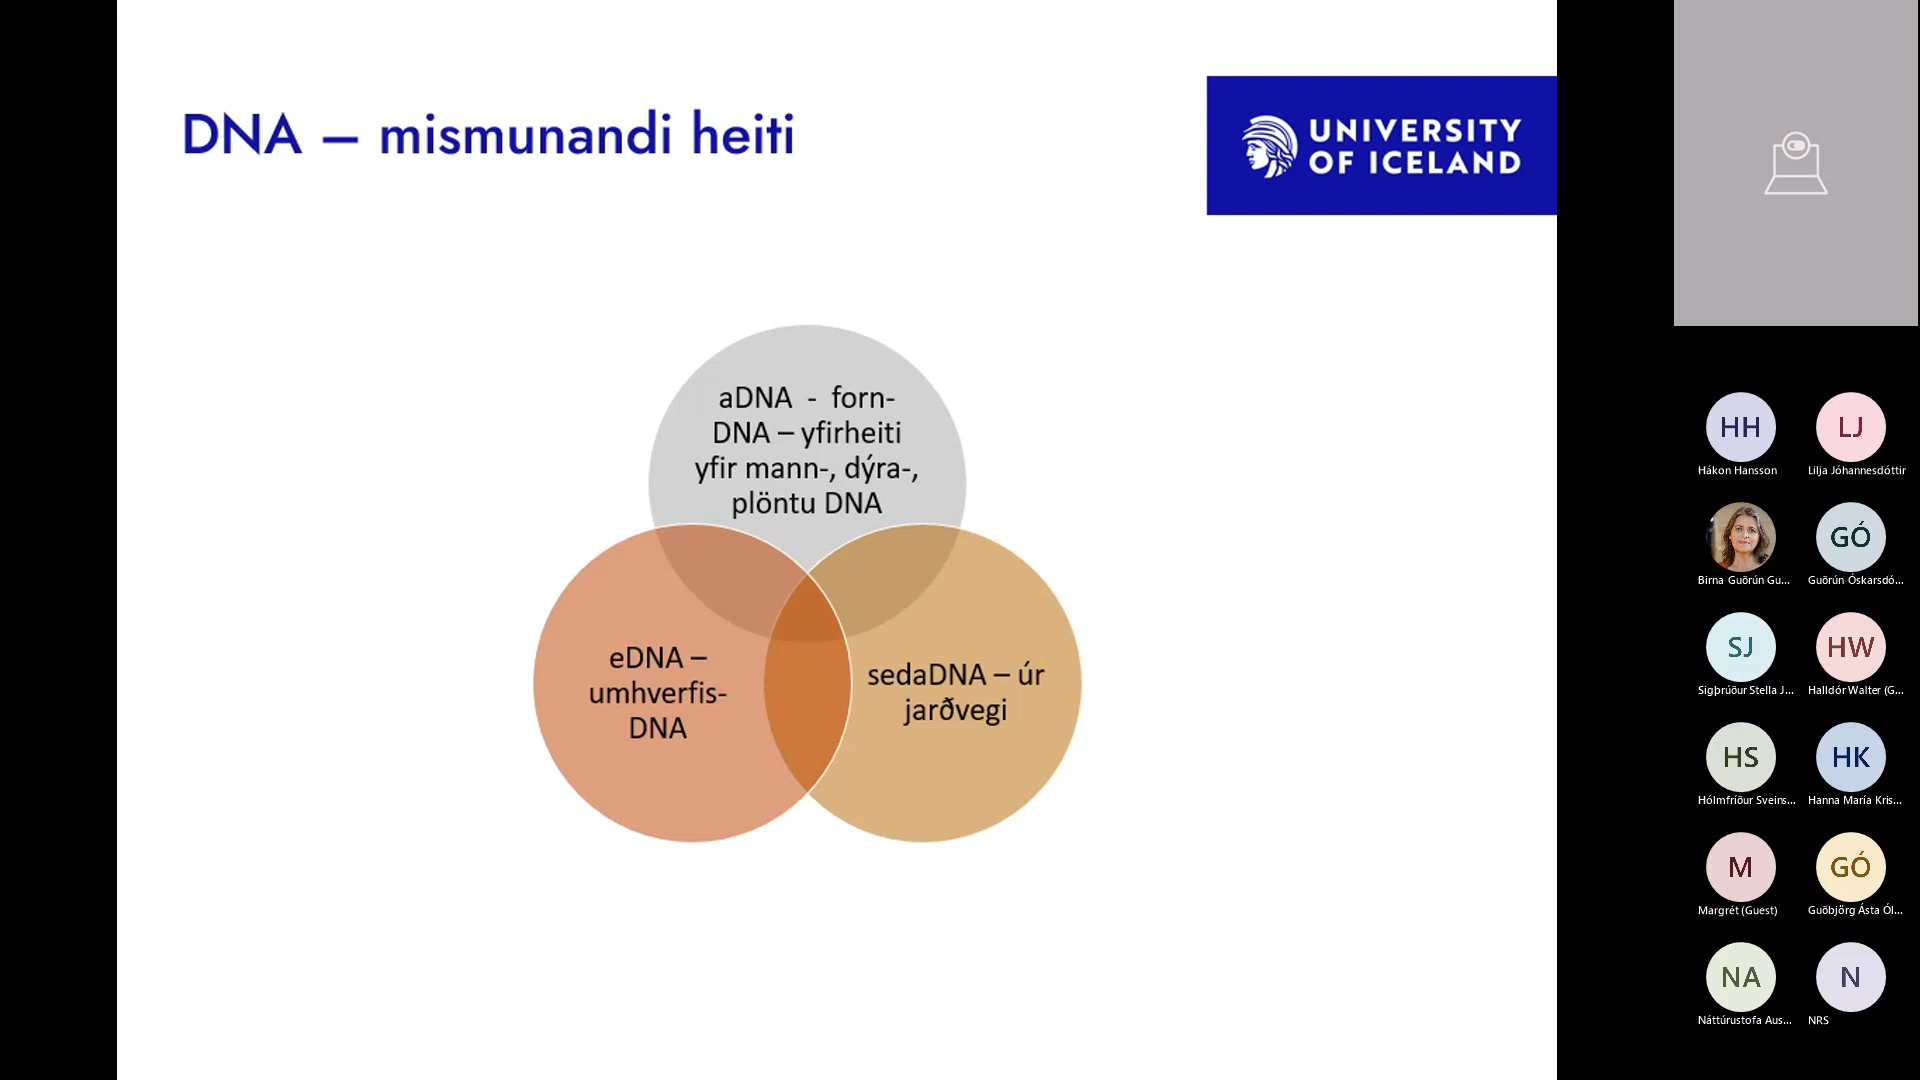 DNA – mismunandi heiti
UNIVERSITY
OF ICELAND
aDNA - forn-
DNA – yfirheiti
yfir mann-, dýra-,
plöntu DNA
eDNA –
umhverfis-
DNA
sedaDNA – úr
jarðvegi
HH
Hákon Hansson
LJ
Lilja Jóhannesdóttir
Birna Guðrún Gu...
GÓ
Guðrún Óskarsdó...
SJ
Sigþrúður Stella J...
HW
Halldór Walter (G...
HS
Hólmfríður Sveins...
HK
Hanna María Kris...
M
Margrét (Guest)
GÓ
Guðbjörg Ásta Ól...
NA
Náttúrustofa Aus...
N
NRS